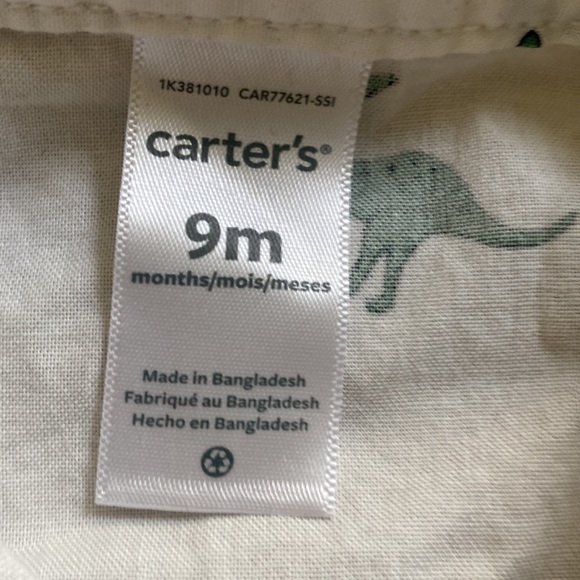 1K381010 CAR77621-SSI
carter's®
9m
months/mois/meses
Made in Bangladesh
Fabriqué au Bangladesh
Hecho en Bangladesh